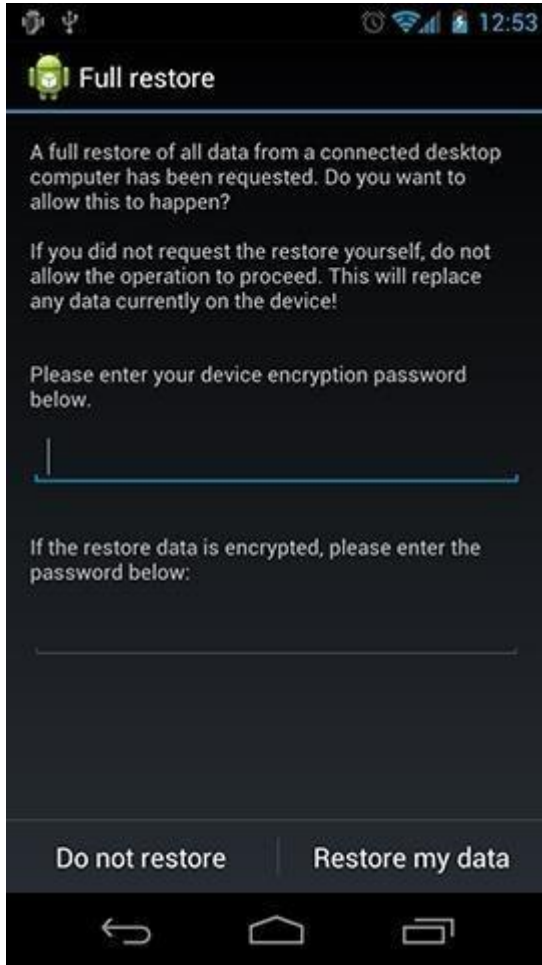 12:53
Full restore
A full restore of all data from a connected desktop
computer has been requested. Do you want to
allow this to happen?
If you did not request the restore yourself, do not
allow the operation to proceed. This will replace
any data currently on the device!
Please enter your device encryption password
below.
If the restore data is encrypted, please enter the
password below:
Do not restore
Restore my data